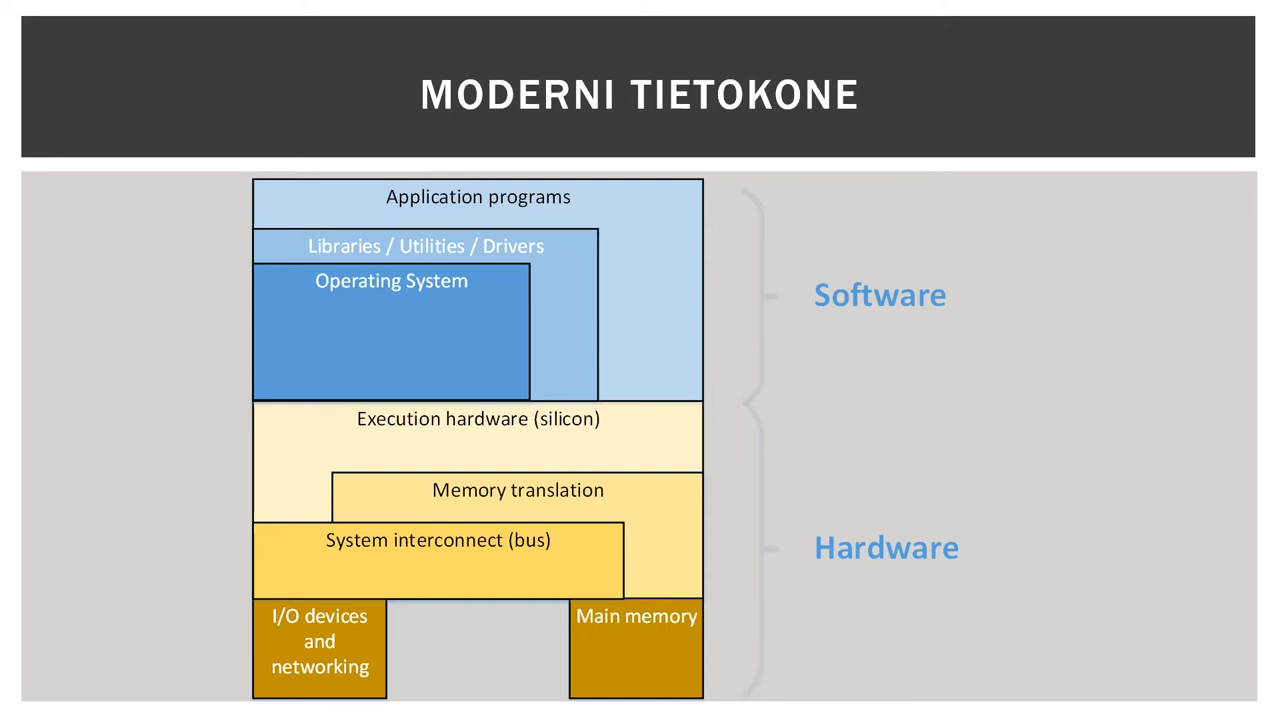 MODERNI TIETOKONE
Application programs
Libraries / Utilities / Drivers
Operating System
Software
Execution hardware (silicon)
Memory translation
System interconnect (bus)
Hardware
I/O devices
and
networking
Main memory